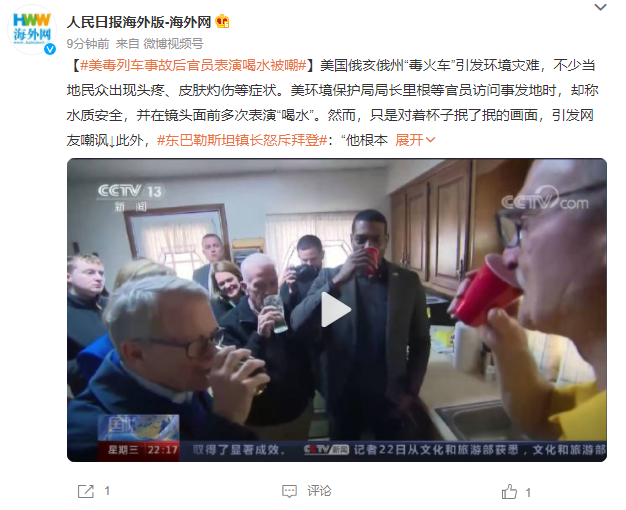 HWW
海外网
人民日报海外版-海外网
9分钟前 来自 微博视频号
【#美毒列车事故后官员表演喝水被嘲#】美国俄亥俄州“毒火车”引发环境灾难，不少当
地民众出现头疼、皮肤灼伤等症状。美环境保护局局长里根等官员访问事发地时，却称
水质安全，并在镜头面前多次表演“喝水”。然而，只是对着杯子抿了抿的画面，引发网
友嘲讽↓此外，#东巴勒斯坦镇长怒斥拜登#：“他根本 展开
CCTV 13
新闻
CCTV.com
星期三 22:17 取得了显著成效。 CCTV新闻 记者22日从文化和旅游部获悉，文化和旅游部
1 评论 1